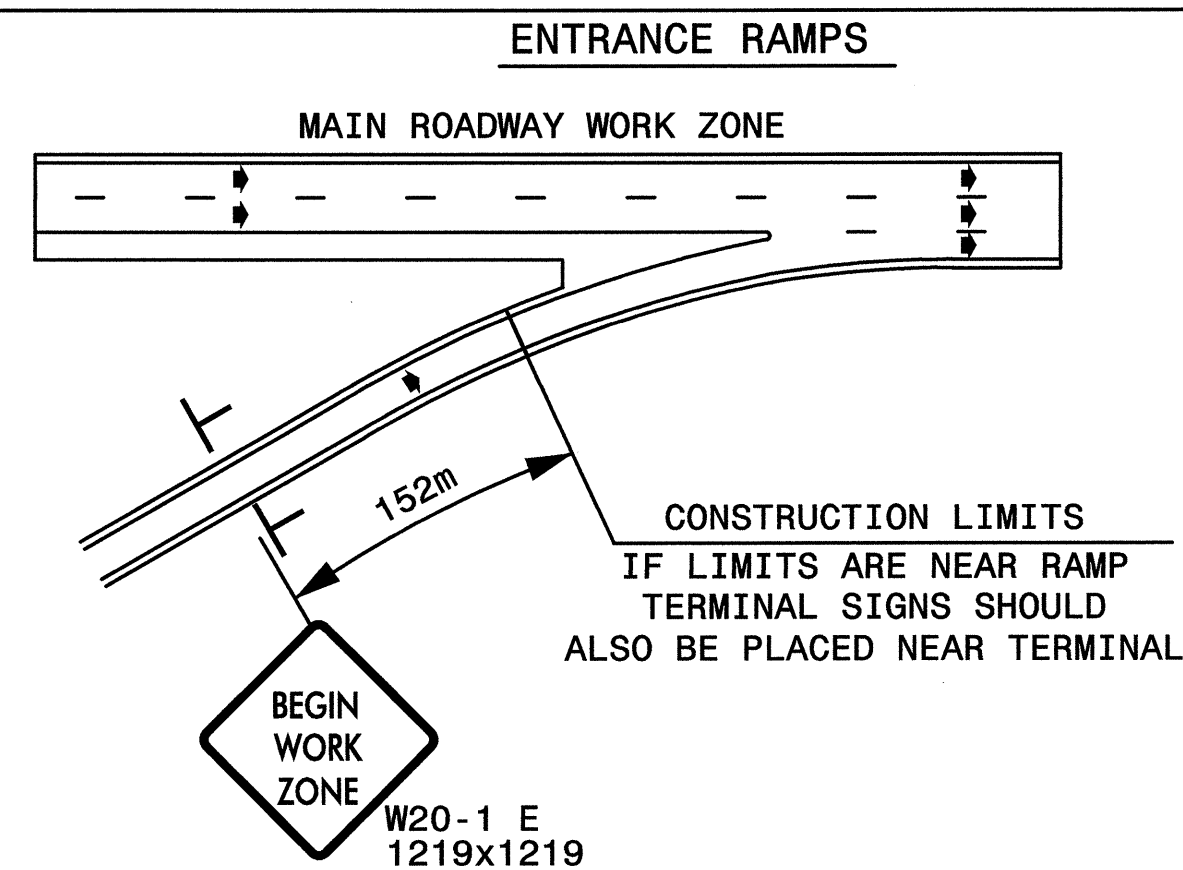 ENTRANCE RAMPS
MAIN ROADWAY WORK ZONE
152m
CONSTRUCTION LIMITS
IF LIMITS ARE NEAR RAMP
TERMINAL SIGNS SHOULD
ALSO BE PLACED NEAR TERMINAL
BEGIN
WORK
ZONE
W20-1 E
1219x1219